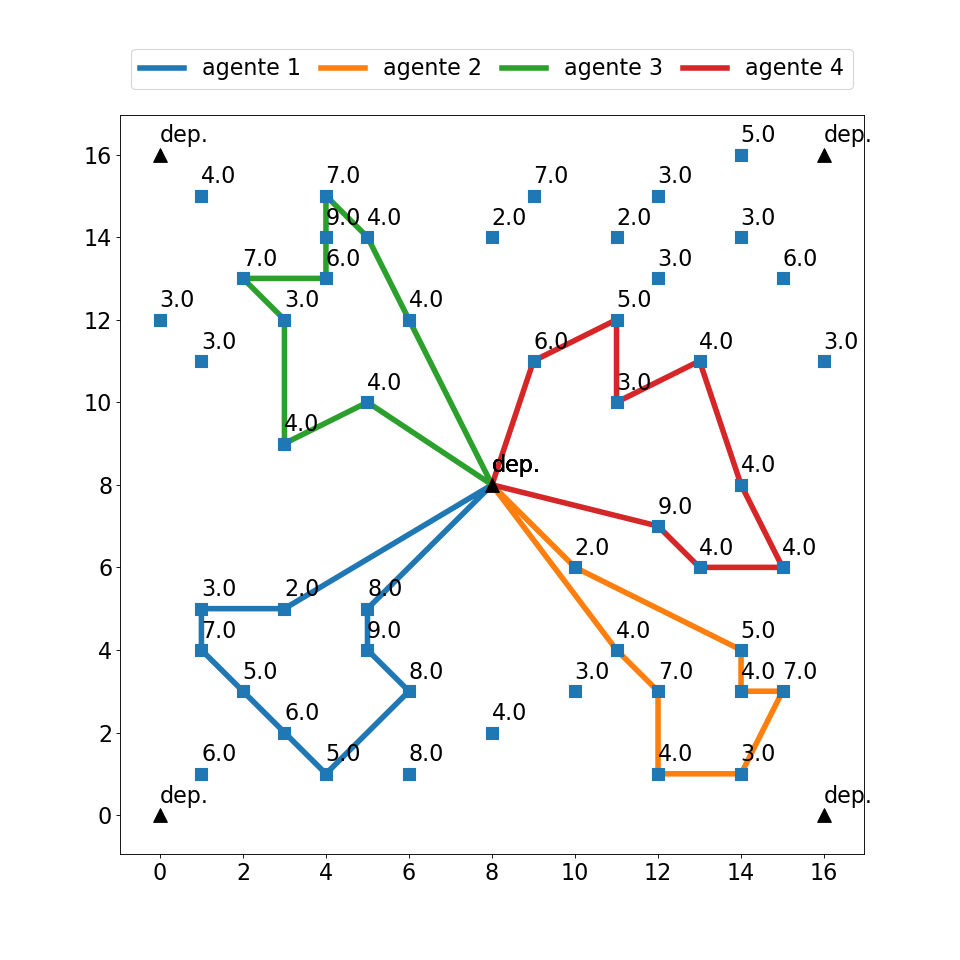 agente 1 agente 2 agente 3 agente 4
dep. 5.0 dep.
16
4.0 7.0 7.0 3.0
9.0 4.0 2.0 2.0 3.0
14
7.0 6.0 3.0 6.0
3.0 3.0 4.0 5.0
12
3.0 6.0 4.0 3.0
4.0 3.0
10
4.0
dep.
4.0
8
9.0
2.0 4.0 4.0
6
3.0 2.0 8.0
7.0 9.0 4.0 5.0
4
5.0 8.0 3.0 7.0 4.0 7.0
6.0 4.0
2
6.0 5.0 8.0 4.0 3.0
dep. dep.
0
0 2 4 6 8 10 12 14 16